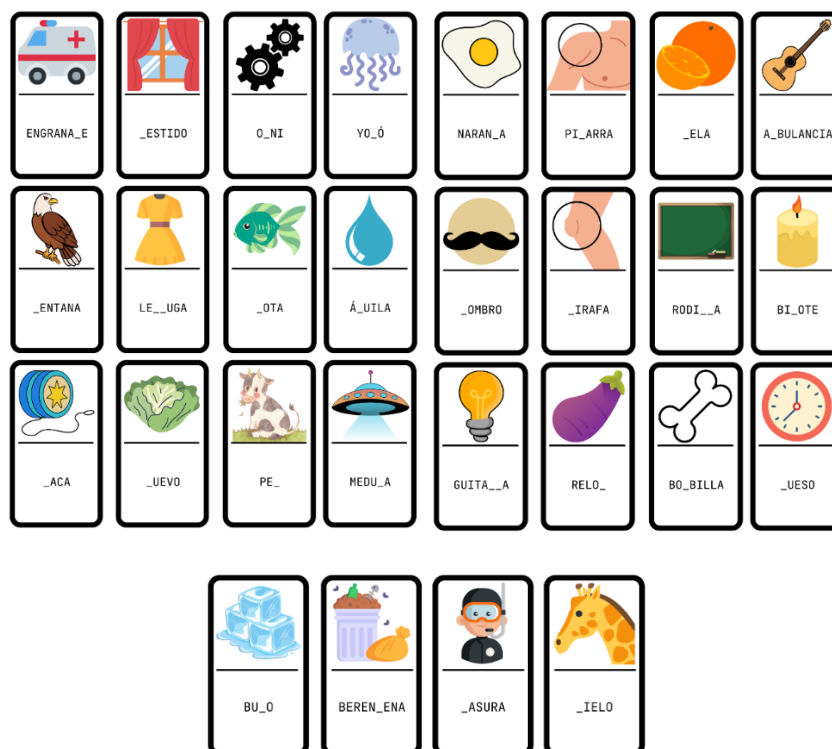 ENGRANA_E
_ESTIDO
O_NI
YO_Ó
NARAN_A
PI_ARRA
_ELA
A_BULANCIA
_ENTANA
LE__UGA
_OTA
Á_UILA
_OMBRO
_IRAFA
RODI__A
BI_OTE
_ACA
_UEVO
PE_
MEDU_A
GUITA__A
RELO_
BO_BILLA
_UESO
BU_O
BEREN_ENA
_ASURA
_IELO